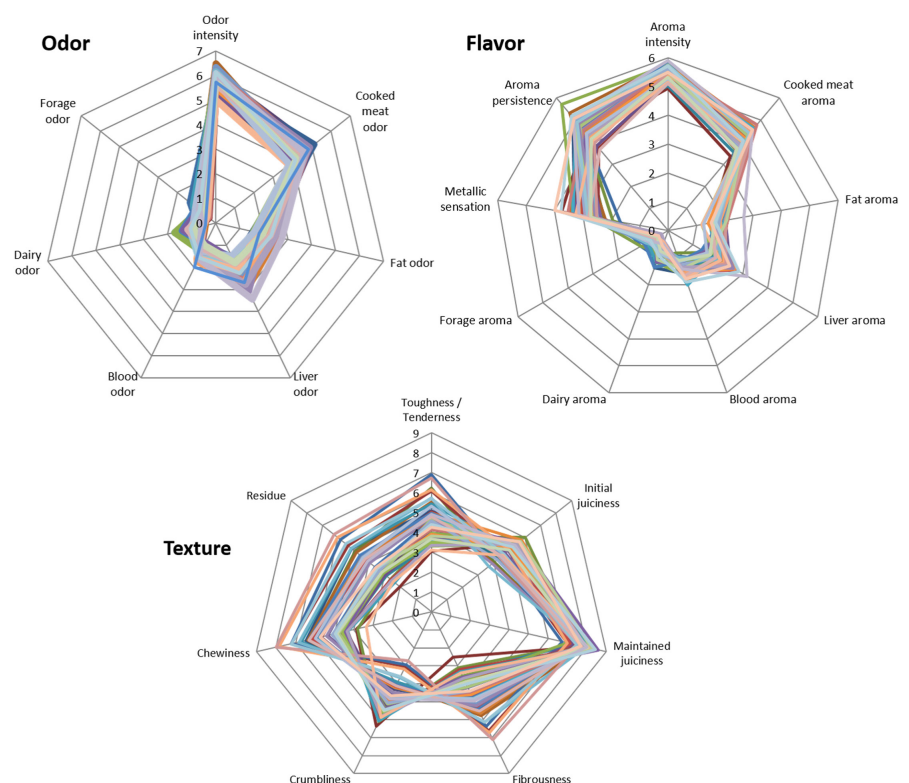 Odor
Odor
intensity
7
6
5
4
3
2
1
0
Cooked
meat
odor
Fat odor
Liver
odor
Blood
odor
Dairy
odor
Forage
odor
Flavor
Aroma
intensity
6
5
4
3
2
1
0
Cooked meat
aroma
Fat aroma
Liver aroma
Blood aroma
Dairy aroma
Forage aroma
Metallic
sensation
Aroma
persistence
Texture
Toughness /
Tenderness
9
8
7
6
5
4
3
2
1
0
Initial
juiciness
Maintained
juiciness
Fibrousness
Crumbliness
Chewiness
Residue